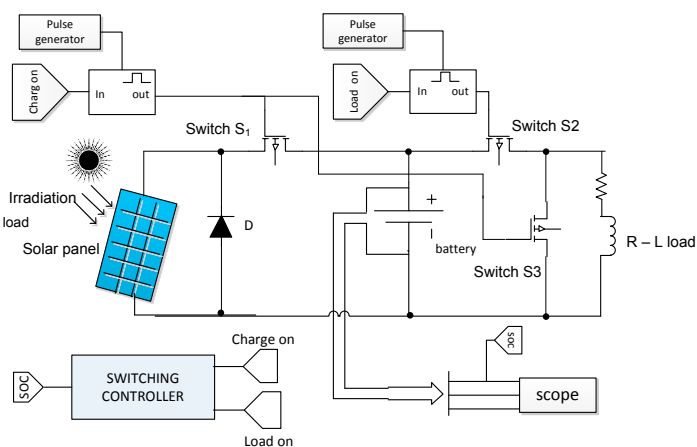 Pulse
generator
Pulse
generator
Charg on
In out
Load on
In out
Switch S1
Switch S2
Irradiation
load
Solar panel
D
+
battery
Switch S3
R – L load
Charge on
SOC
SWITCHING
CONTROLLER
Load on
soc
scope